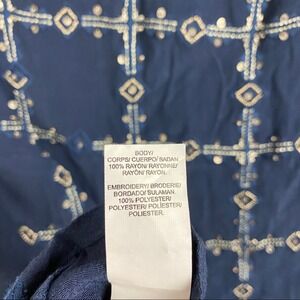 BODY/
CORPS/ CUERPO/ BADAN
100% RAYON/ RAYONNE/
RAYÓN/ RAYON.
EMBROIDERY/ BRODERIE/
BORDADO/ SULAMAN.
100% POLYESTER/
POLYESTER/ POLIÉSTER/
POLIESTER.